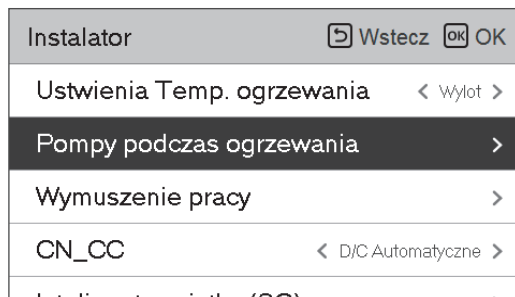 Instalator Wstecz OK OK
Ustwienia Temp. ogrzewania < Wylot >
Pompy podczas ogrzewania >
Wymuszenie pracy >
CN_CC < D/C Automatyczne >